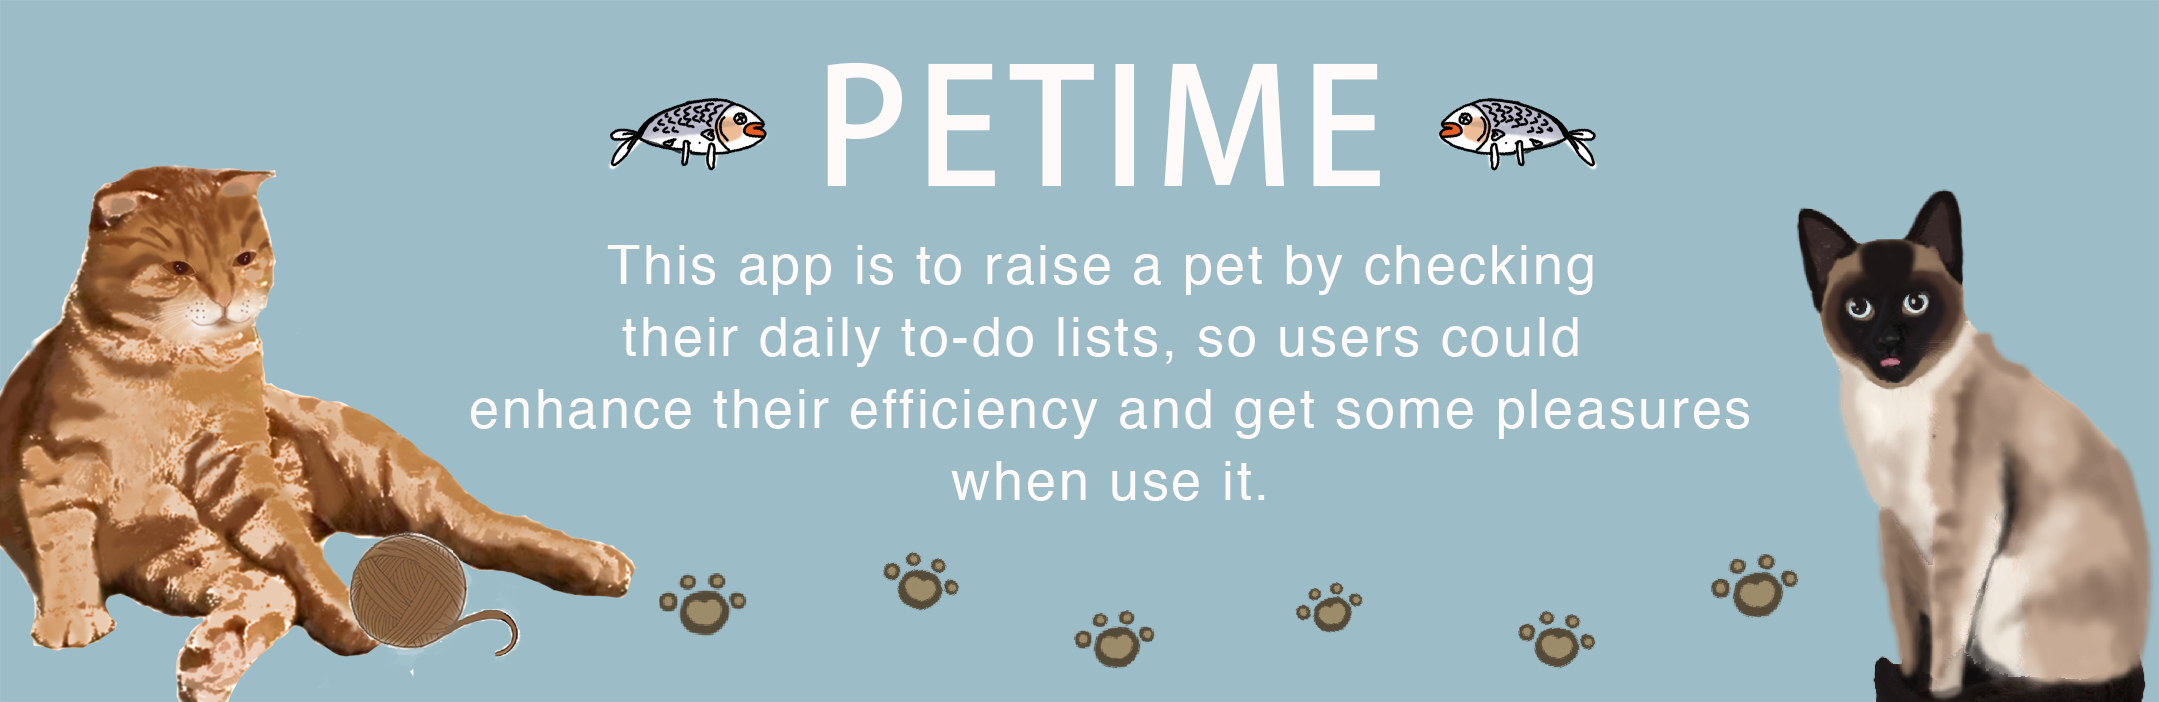 PETIME
This app is to raise a pet by checking
their daily to-do lists, so users could
enhance their efficiency and get some pleasures
when use it.